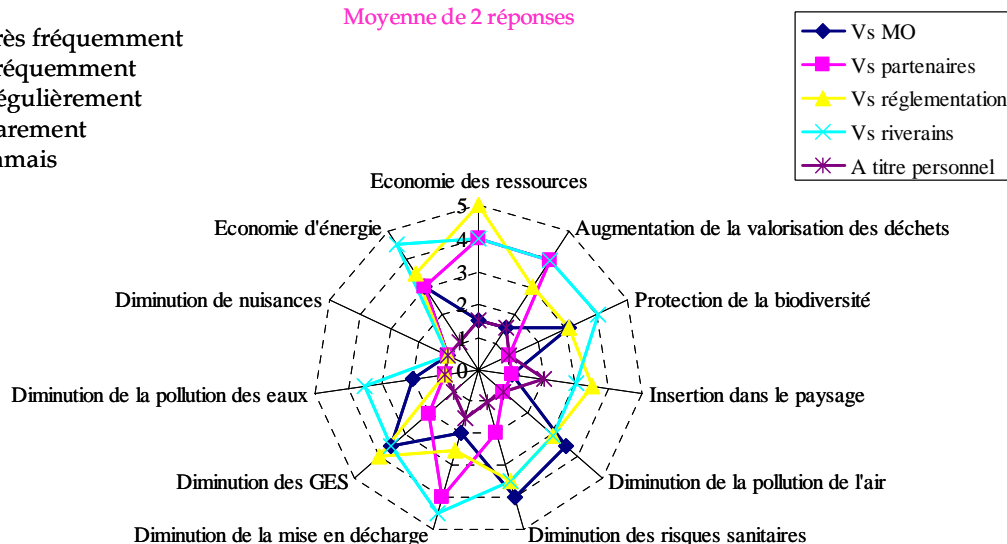 Moyenne de 2 réponses
rès fréquemment
réquemment
égulièrement
arement
amais
Vs MO
Vs partenaires
Vs réglementation
Vs riverains
A titre personnel
Economie des ressources
Economie d'énergie
Augmentation de la valorisation des déchets
Diminution de nuisances
Protection de la biodiversité
Diminution de la pollution des eaux
Insertion dans le paysage
Diminution des GES
Diminution de la pollution de l'air
Diminution de la mise en décharge
Diminution des risques sanitaires
5
4
3
2
1
0